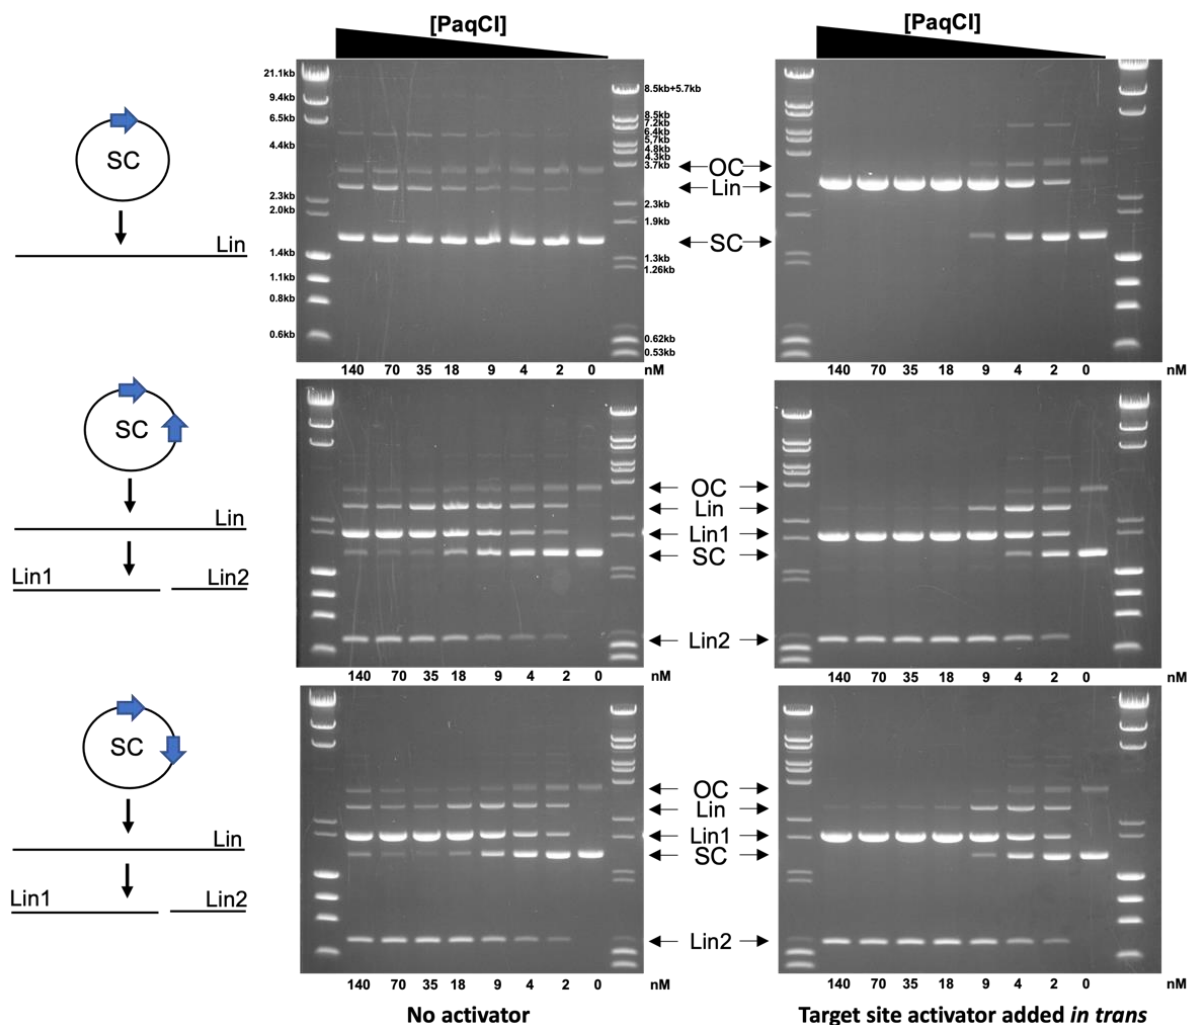 [PaqCI]
[PaqCI]
21.1kb
9.4kb
6.5kb
4.4kb
2.3kb
2.0kb
1.4kb
1.1kb
0.8kb
0.6kb
8.5kb+5.7kb
8.5kb
7.2kb
6.4kb
5.7kb
4.8kb
4.3kb
3.7kb
2.3kb
1.9kb
1.3kb
1.26kb
0.62kb
0.53kb
SC
Lin
OC
Lin
SC
140 70 35 18 9 4 2 0 nM
140 70 35 18 9 4 2 0 nM
SC
Lin
Lin1 Lin2
OC
Lin
Lin1
SC
Lin2
140 70 35 18 9 4 2 0 nM
140 70 35 18 9 4 2 0 nM
SC
Lin
Lin1 Lin2
OC
Lin
Lin1
SC
Lin2
140 70 35 18 9 4 2 0 nM
140 70 35 18 9 4 2 0 nM
No activator
Target site activator added in trans